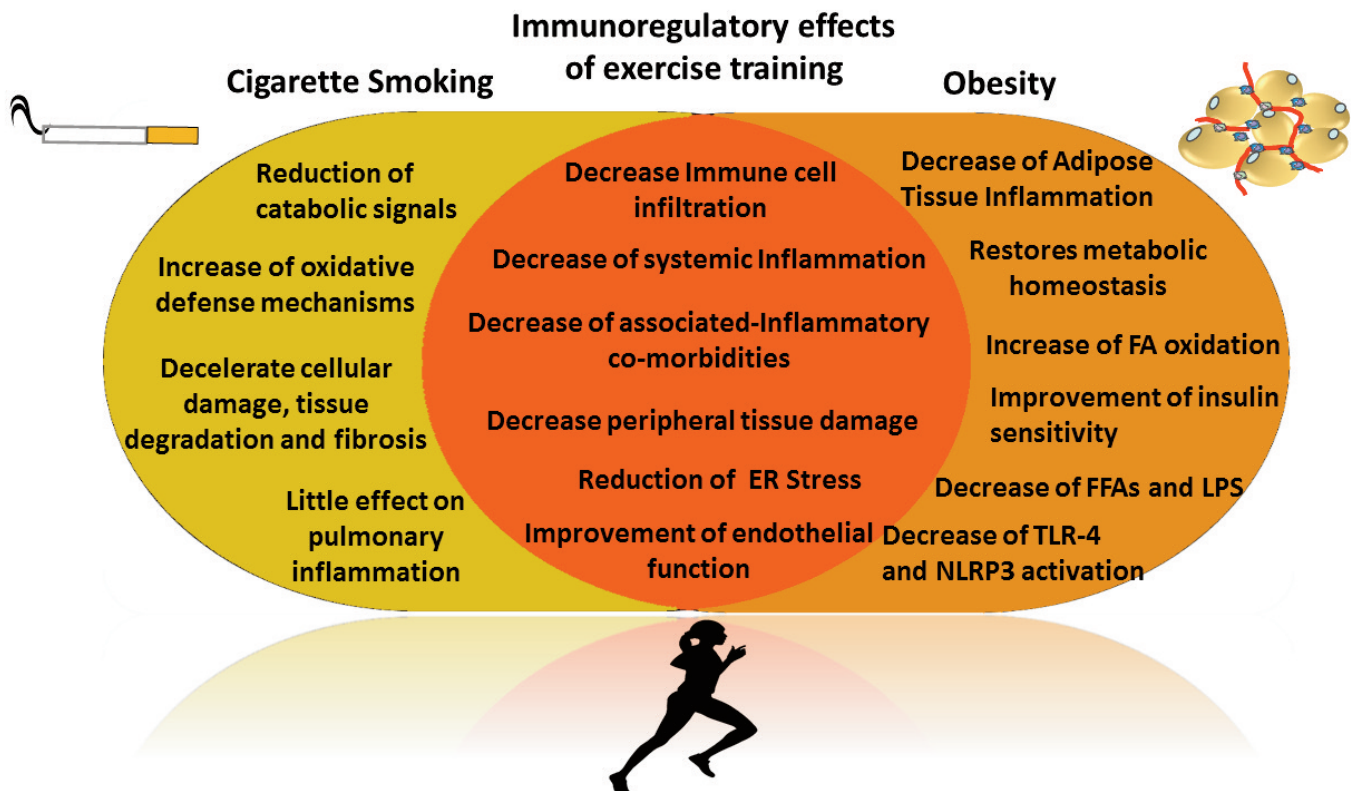 Immunoregulatory effects
of exercise training
Cigarette Smoking
Obesity
Reduction of
catabolic signals
Increase of oxidative
defense mechanisms
Decelerate cellular
damage, tissue
degradation and fibrosis
Little effect on
pulmonary
inflammation
Decrease Immune cell
infiltration
Decrease of systemic Inflammation
Decrease of associated-Inflammatory
co-morbidities
Decrease peripheral tissue damage
Reduction of ER Stress
Improvement of endothelial
function
Decrease of Adipose
Tissue Inflammation
Restores metabolic
homeostasis
Increase of FA oxidation
Improvement of insulin
sensitivity
Decrease of FFAs and LPS
Decrease of TLR-4
and NLRP3 activation